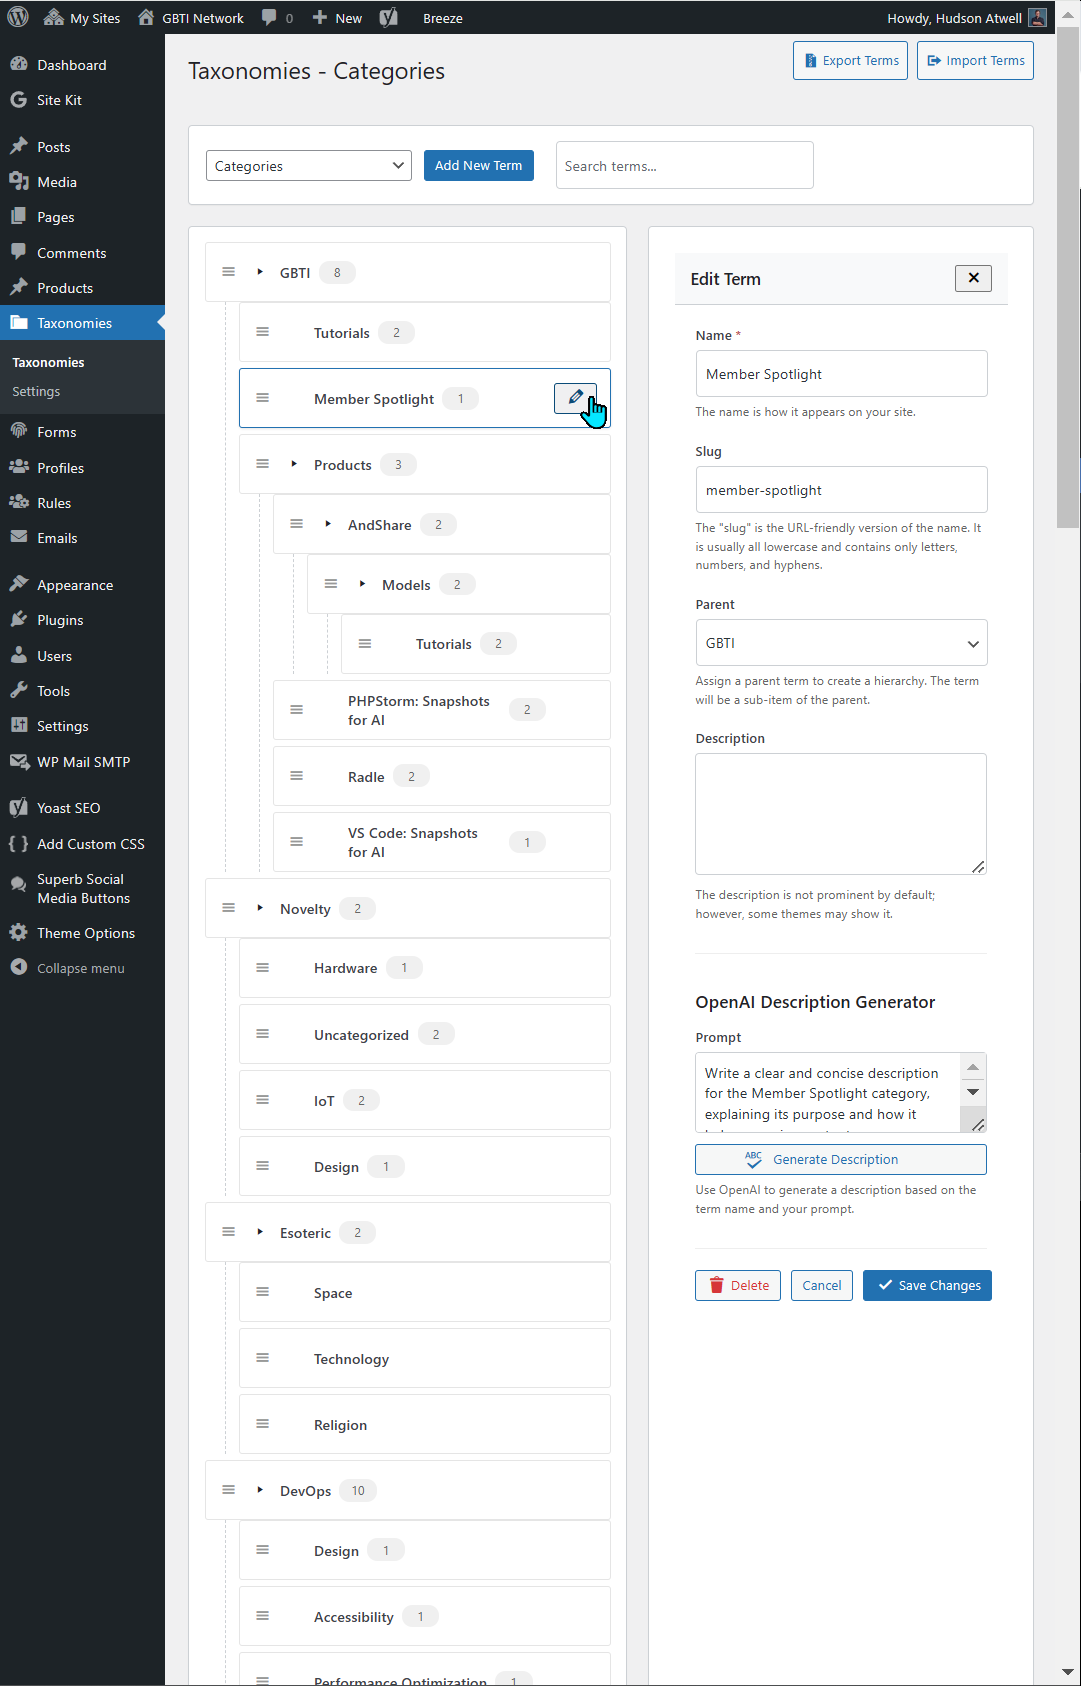 My Sites
GBTI Network
0
New
Breeze
Howdy, Hudson Atwell
Dashboard
Site Kit
Posts
Media
Pages
Comments
Products
Taxonomies
Taxonomies
Settings
Forms
Profiles
Rules
Emails
Appearance
Plugins
Users
Tools
Settings
WP Mail SMTP
Yoast SEO
Add Custom CSS
Superb Social
Media Buttons
Theme Options
Collapse menu
Taxonomies - Categories
Export Terms
Import Terms
Categories
Add New Term
Search terms...
GBTI 8
Tutorials 2
Member Spotlight 1
Products 3
AndShare 2
Models 2
Tutorials 2
PHPStorm: Snapshots
for AI
2
Radle 2
VS Code: Snapshots
for AI
1
Novelty 2
Hardware 1
Uncategorized 2
IoT 2
Design 1
Esoteric 2
Space
Technology
Religion
DevOps 10
Design 1
Accessibility 1
Performance Optimization 1
Edit Term
Name *
Member Spotlight
The name is how it appears on your site.
Slug
member-spotlight
The "slug" is the URL-friendly version of the name. It
is usually all lowercase and contains only letters,
numbers, and hyphens.
Parent
GBTI
Assign a parent term to create a hierarchy. The term
will be a sub-item of the parent.
Description
The description is not prominent by default;
however, some themes may show it.
OpenAI Description Generator
Prompt
Write a clear and concise description
for the Member Spotlight category,
explaining its purpose and how it
ABC
Generate Description
Use OpenAI to generate a description based on the
term name and your prompt.
Delete
Cancel
Save Changes